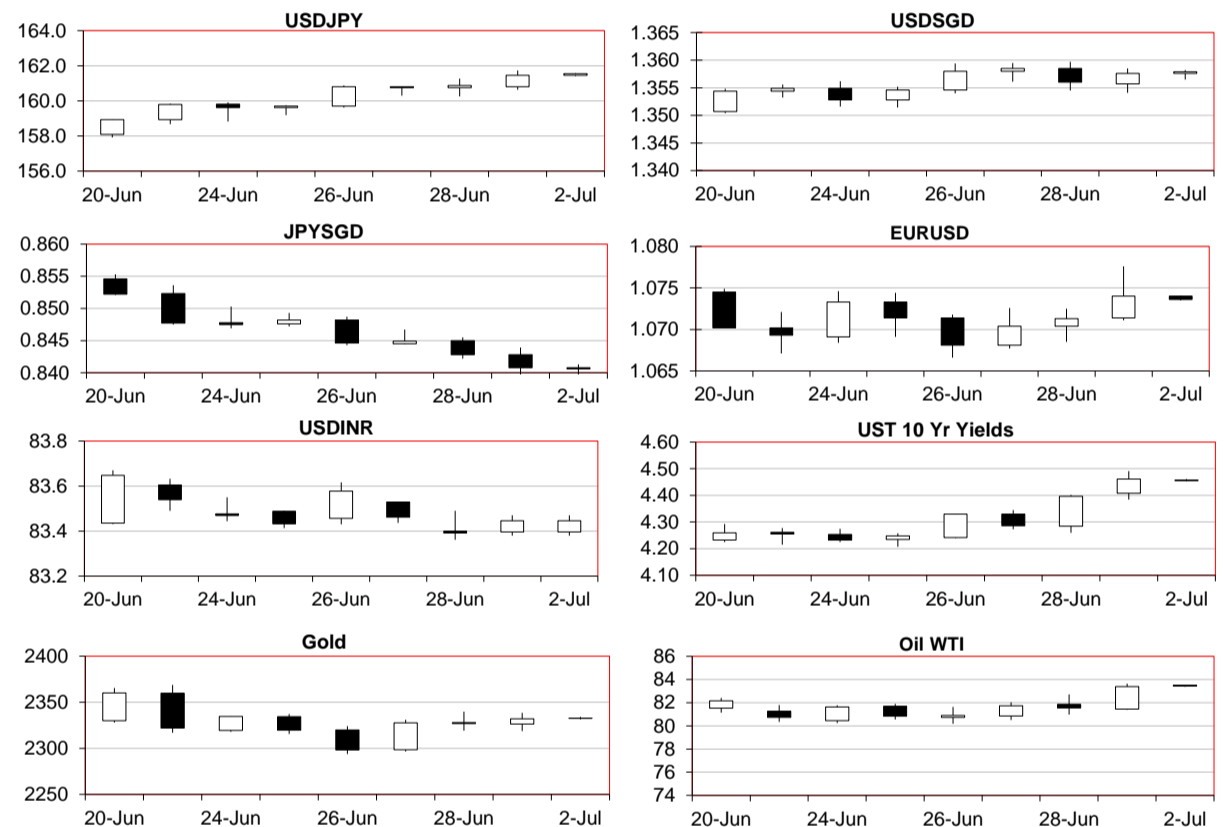 USDJPY
164.0
162.0
160.0
158.0
156.0
20-Jun 24-Jun 26-Jun 28-Jun 2-Jul
USDSGD
1.365
1.360
1.355
1.350
1.345
1.340
20-Jun 24-Jun 26-Jun 28-Jun 2-Jul
JPYSGD
0.860
0.855
0.850
0.845
0.840
20-Jun 24-Jun 26-Jun 28-Jun 2-Jul
EURUSD
1.080
1.075
1.070
1.065
20-Jun 24-Jun 26-Jun 28-Jun 2-Jul
USDINR
83.8
83.6
83.4
83.2
20-Jun 24-Jun 26-Jun 28-Jun 2-Jul
UST 10 Yr Yields
4.60
4.50
4.40
4.30
4.20
4.10
20-Jun 24-Jun 26-Jun 28-Jun 2-Jul
Gold
2400
2350
2300
2250
20-Jun 24-Jun 26-Jun 28-Jun 2-Jul
Oil WTI
86
84
82
80
78
76
74
20-Jun 24-Jun 26-Jun 28-Jun 2-Jul